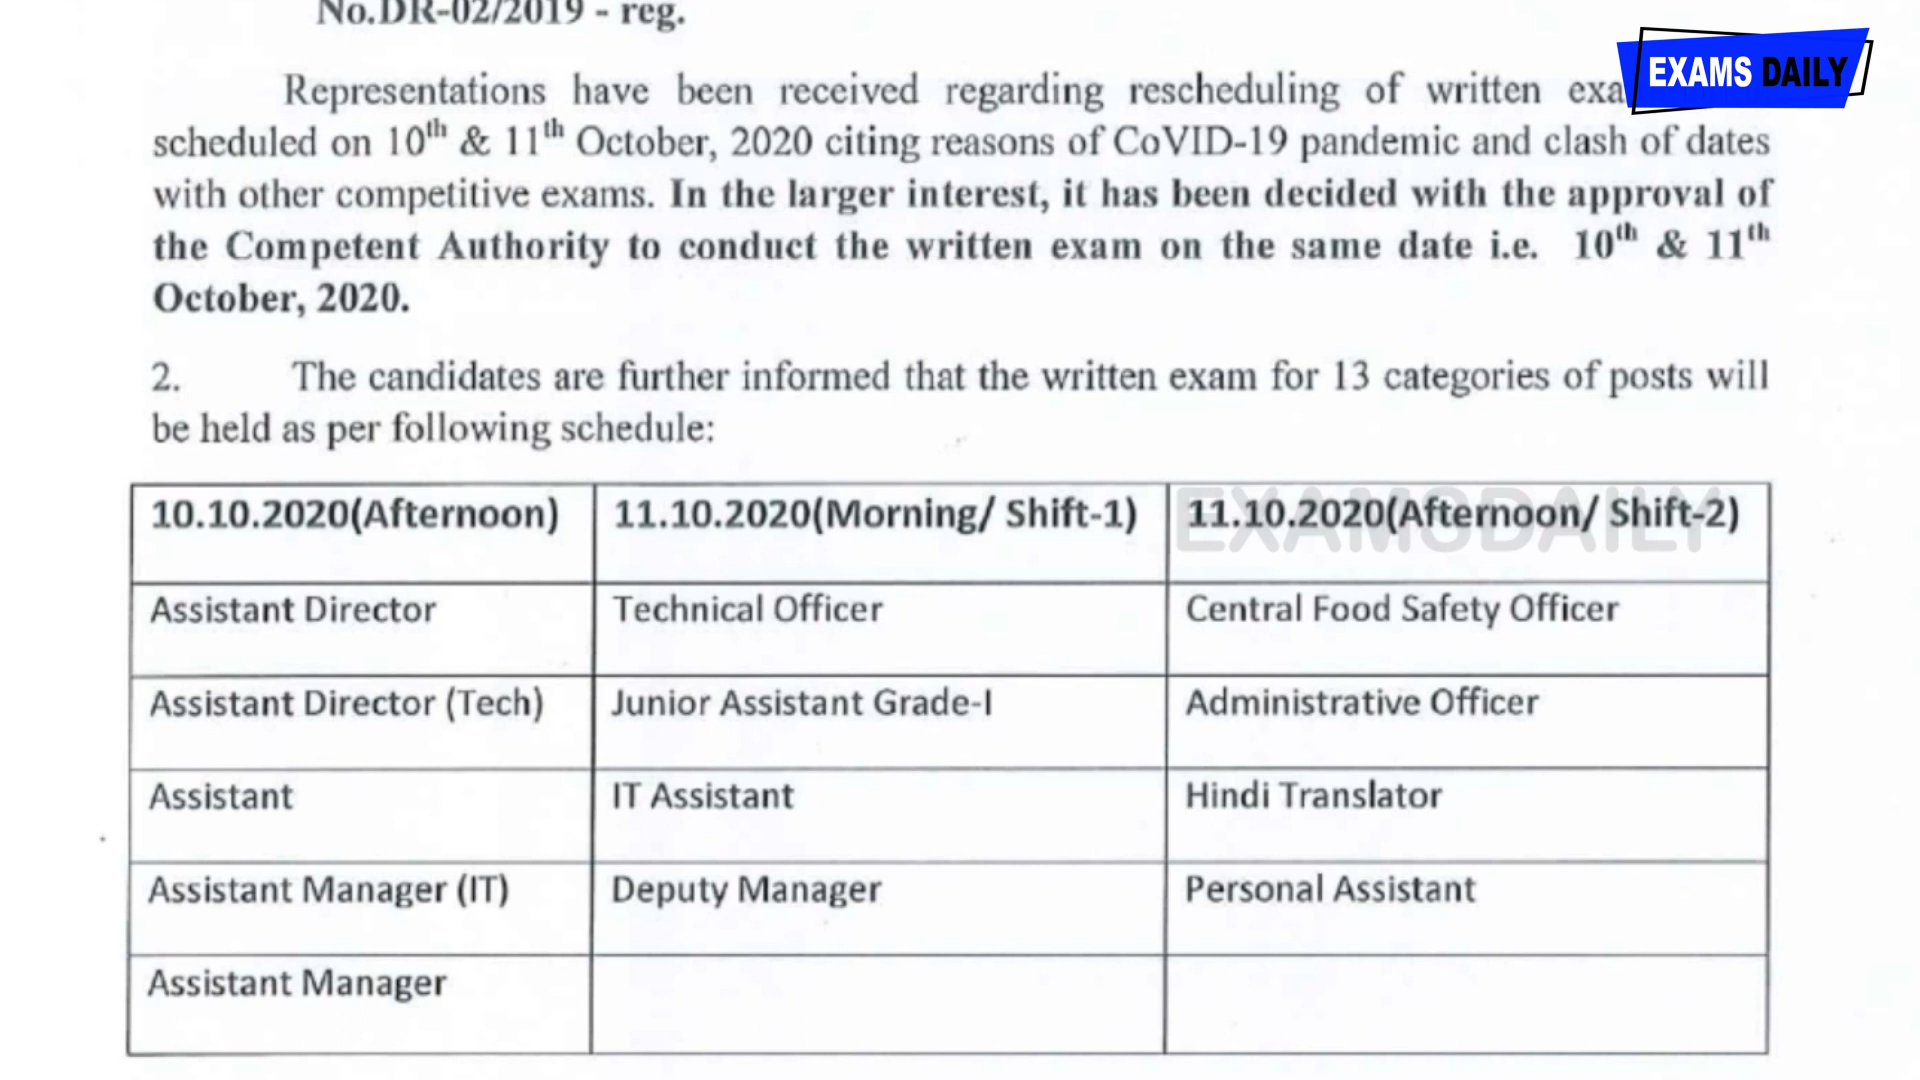 No.DR-02/2019 - reg.
EXAMS DAILY
Representations have been received regarding rescheduling of written exa
scheduled on 10th & 11th October, 2020 citing reasons of CoVID-19 pandemic and clash of dates
with other competitive exams. In the larger interest, it has been decided with the approval of
the Competent Authority to conduct the written exam on the same date i.e. 10th & 11th
October, 2020.
2. The candidates are further informed that the written exam for 13 categories of posts will
be held as per following schedule:
10.10.2020(Afternoon) 11.10.2020(Morning/ Shift-1) 11.10.2020(Afternoon/ Shift-2)
EXAMSDAILY
Assistant Director Technical Officer Central Food Safety Officer
Assistant Director (Tech) Junior Assistant Grade-I Administrative Officer
Assistant IT Assistant Hindi Translator
Assistant Manager (IT) Deputy Manager Personal Assistant
Assistant Manager